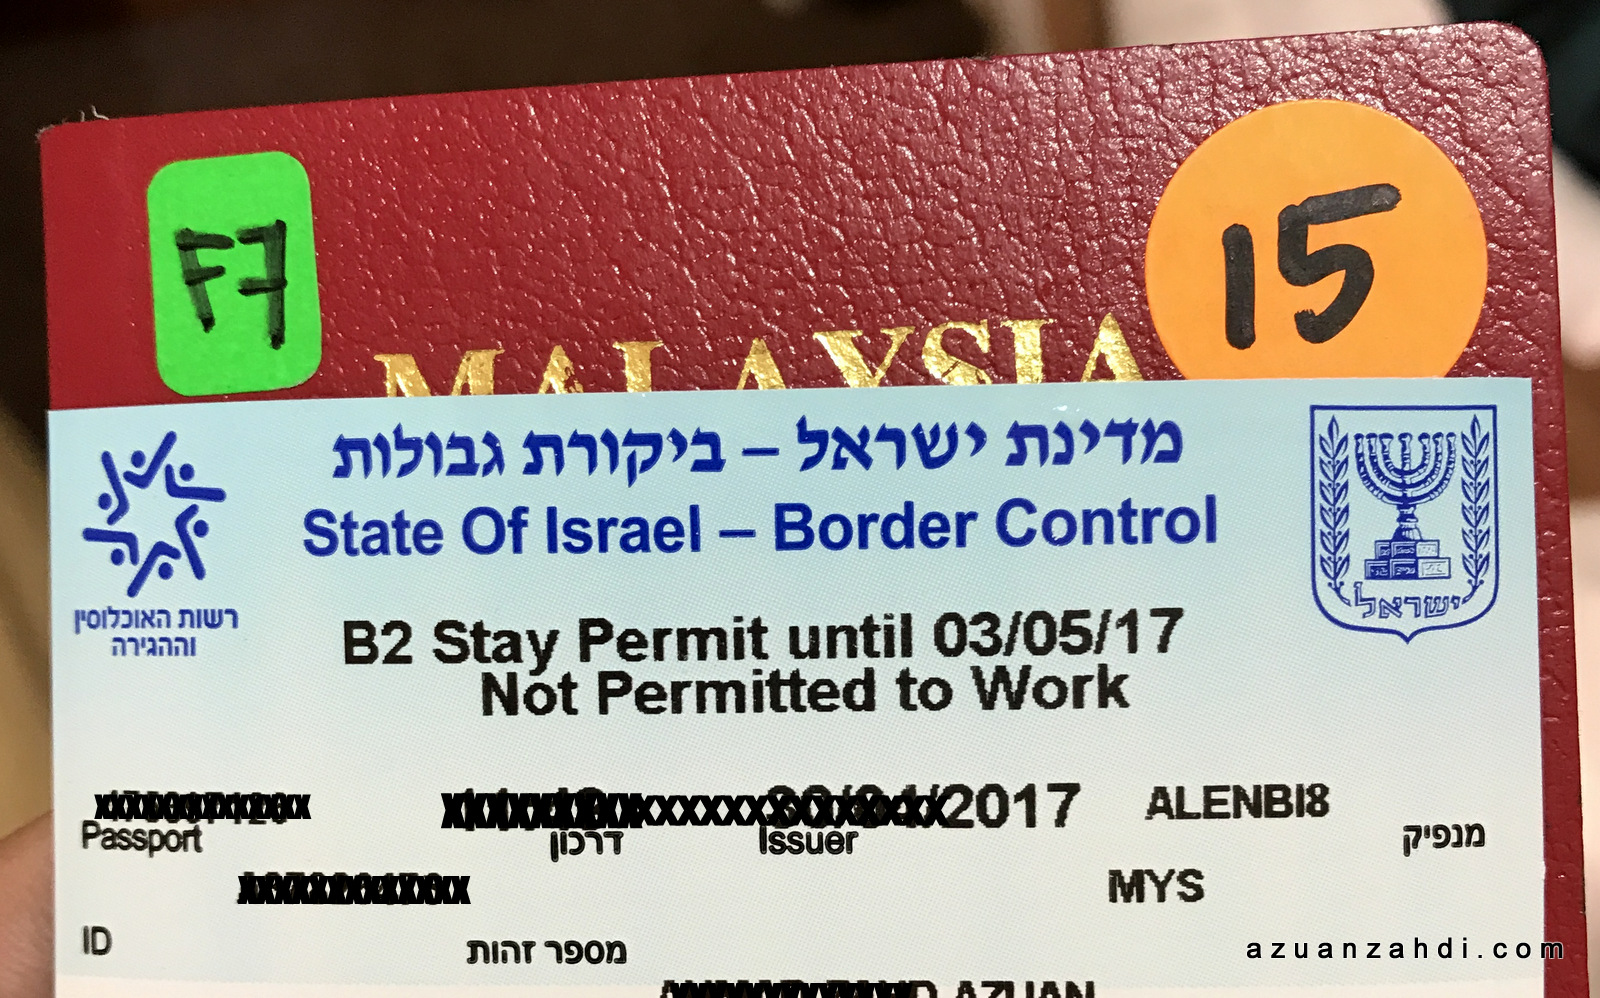 F7
15
MALAYSIA
מדינת ישראל – ביקורת גבולות
State Of Israel – Border Control
רשות האוכלוסין
וההגירה
ישראל
B2 Stay Permit until 03/05/17
Not Permitted to Work
2017 ALENBI8
Passport דרכון Issuer מנפיק
MYS
ID מספר זהות
AZUAN
azuanzahdi.com